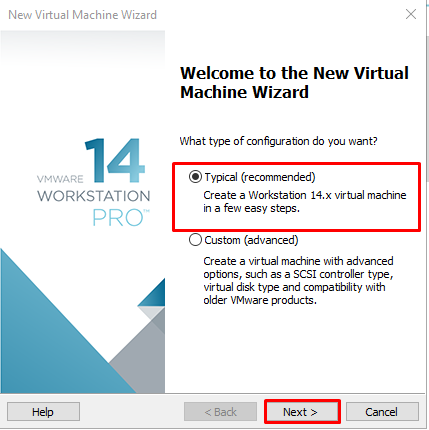 New Virtual Machine Wizard
Welcome to the New Virtual
Machine Wizard
14
VMWARE
WORKSTATION
PRO™
What type of configuration do you want?
Typical (recommended)
Create a Workstation 14.x virtual machine
in a few easy steps.
Custom (advanced)
Create a virtual machine with advanced
options, such as a SCSI controller type,
virtual disk type and compatibility with
older VMware products.
Help
< Back
Next >
Cancel